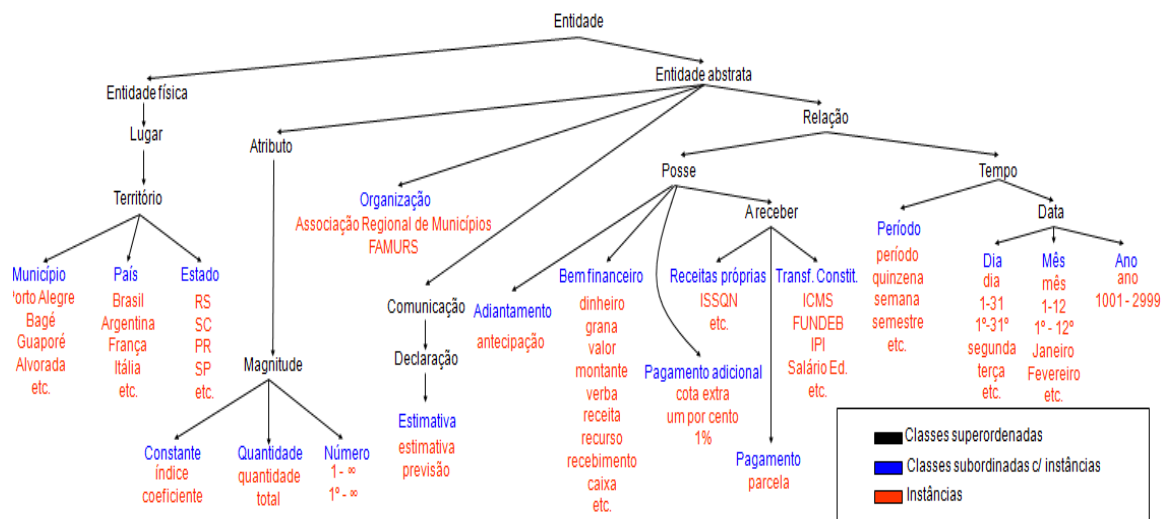 Entidade
Entidade física
Entidade abstrata
Lugar
Território
Município
Porto Alegre
Bagé
Guaporé
Alvorada
etc.
País
Brasil
Argentina
França
Itália
etc.
Estado
RS
SC
PR
SP
etc.
Atributo
Magnitude
Constante
índice
coeficiente
Quantidade
quantidade
total
Número
1 - ∞
1º - ∞
Organização
Associação Regional de Municípios
FAMURS
Comunicação
Declaração
Estimativa
estimativa
previsão
Relação
Posse
Adiantamento
antecipação
Bem financeiro
dinheiro
grana
valor
montante
verba
receita
recurso
recebimento
caixa
etc.
Pagamento adicional
cota extra
um por cento
1%
A receber
Receitas próprias
ISSQN
etc.
Pagamento
parcela
Transf. Constit.
ICMS
FUNDEB
IPI
Salário Ed.
etc.
Tempo
Período
período
quinzena
semana
semestre
etc.
Data
Dia
dia
1-31
1º-31º
segunda
terça
etc.
Mês
mês
1-12
1º - 12º
Janeiro
Fevereiro
etc.
Ano
ano
1001 - 2999
Classes superordenadas
Classes subordinadas c/ instâncias
Instâncias